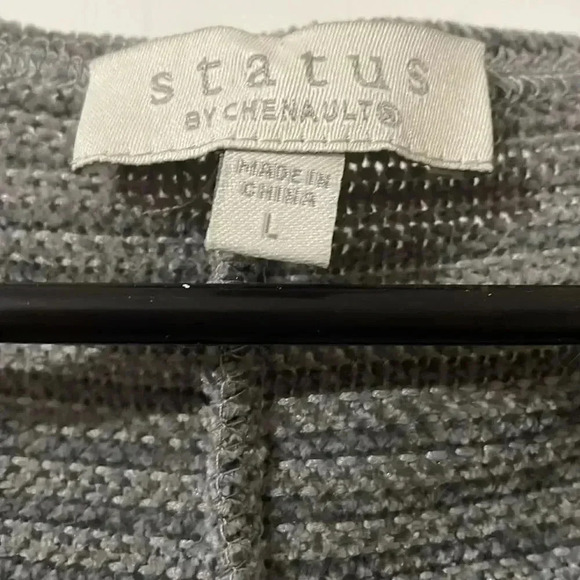 status
BY CHENAULT®
MADE IN
CHINA
L